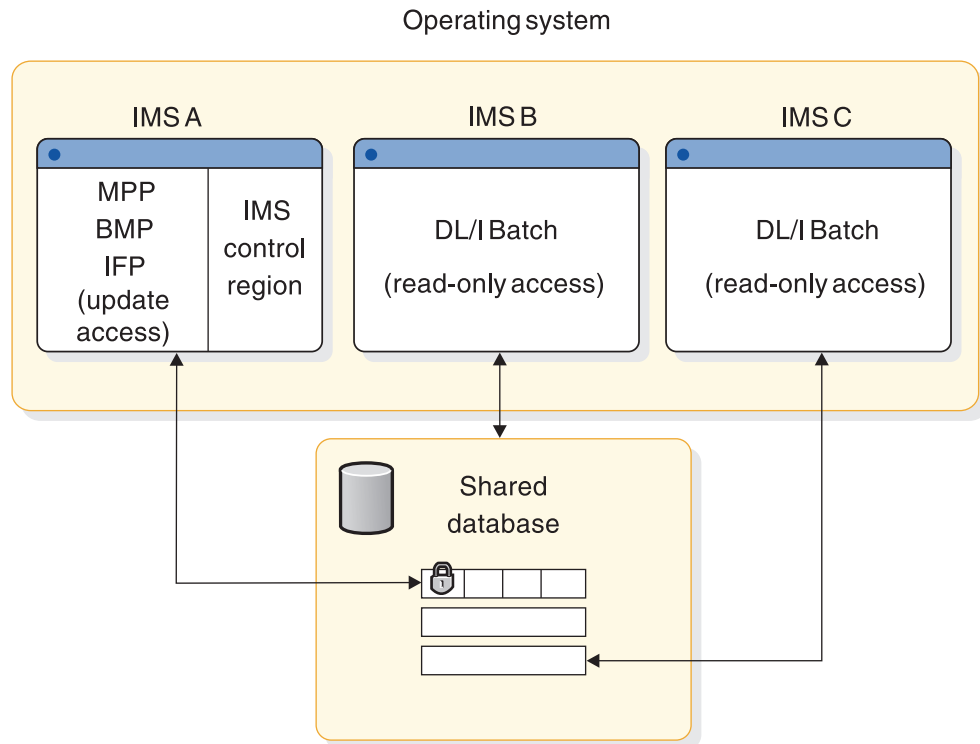 Operating system
IMS A
IMS B
IMS C
MPP
BMP
IFP
(update
access)
IMS
control
region
DL/I Batch
(read-only access)
DL/I Batch
(read-only access)
Shared
database
1